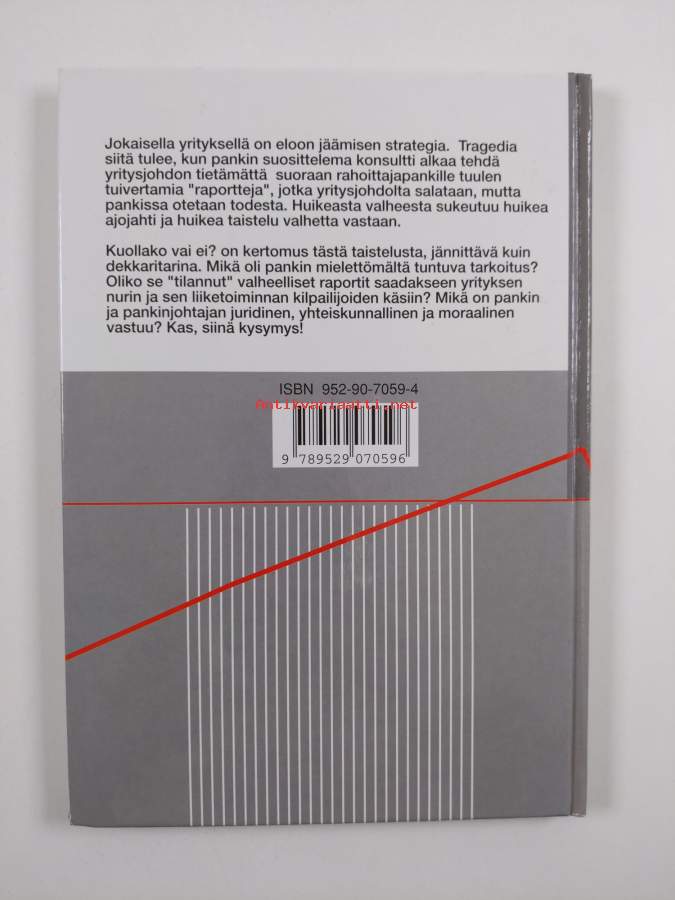 Jokaisella yrityksellä on eloon jäämisen strategia. Tragedia
siitä tulee, kun pankin suosittelema konsultti alkaa tehdä
yritysjohdon tietämättä suoraan rahoittajapankille tuulen
tuivertamia "raportteja", jotka yritysjohdolta salataan, mutta
pankissa otetaan todesta. Huikeasta valheesta sukeutuu huikea
ajojahti ja huikea taistelu valhetta vastaan.
Kuollako vai ei? on kertomus tästä taistelusta, jännittävä kuin
dekkaritarina. Mikä oli pankin mielettömältä tuntuva tarkoitus?
Oliko se "tilannut" valheelliset raportit saadakseen yrityksen
nurin ja sen liiketoiminnan kilpailijoiden käsiin? Mikä on pankin
ja pankinjohtajan juridinen, yhteiskunnallinen ja moraalinen
vastuu? Kas, siinä kysymys!
ISBN 952-90-7059-4
Antikvariaatti.net
9 789529 070596